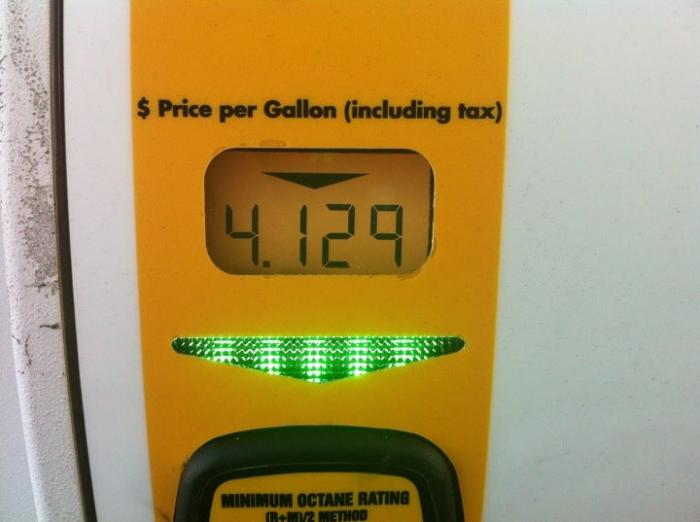 $ Price per Gallon (including tax)
4.129
MINIMUM OCTANE RATING
(R+M)/2 METHOD